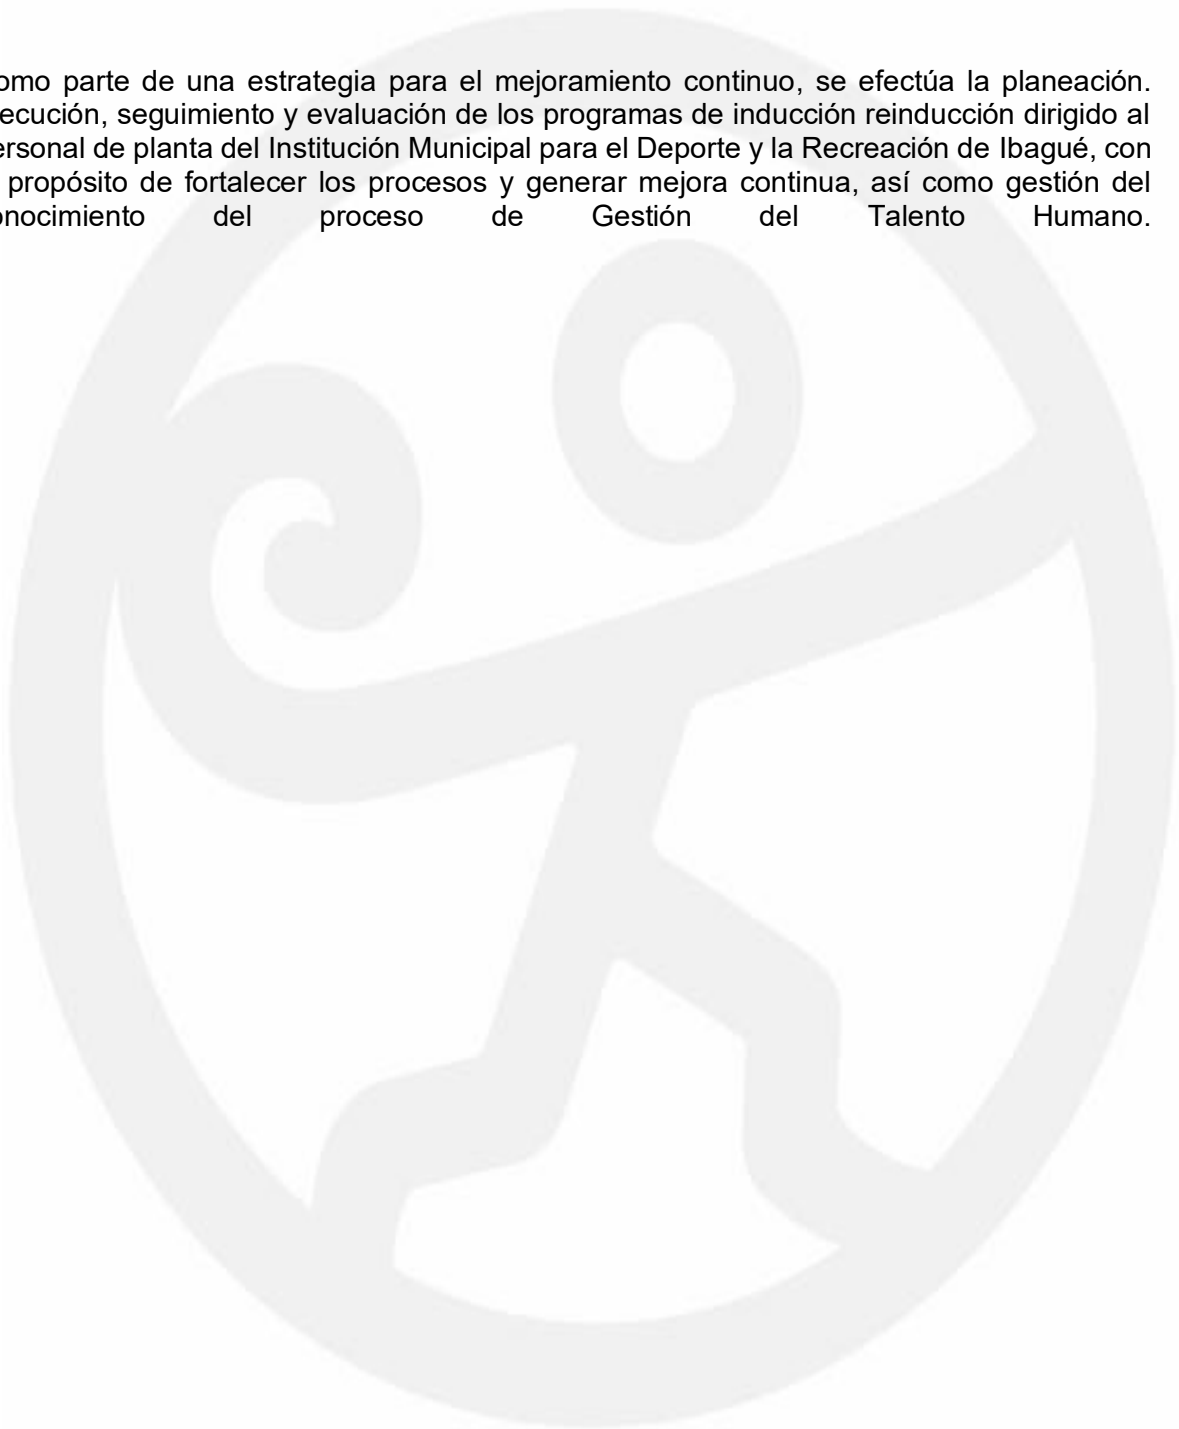 omo parte de una estrategia para el mejoramiento continuo, se efectúa la planeación.
ecución, seguimiento y evaluación de los programas de inducción reinducción dirigido al
ersonal de planta del Institución Municipal para el Deporte y la Recreación de Ibagué, con
propósito de fortalecer los procesos y generar mejora continua, así como gestión del
onocimiento del proceso de Gestión del Talento Humano.